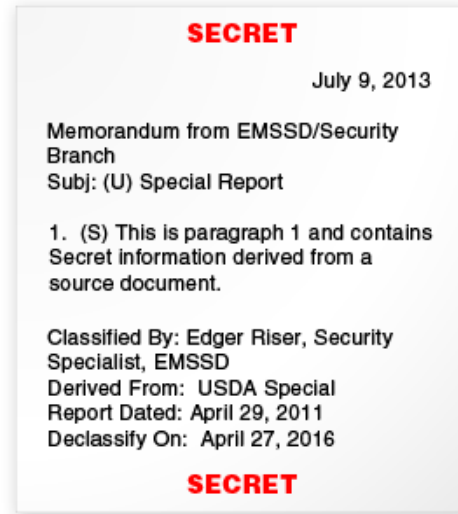 SECRET
July 9, 2013
Memorandum from EMSSD/Security
Branch
Subj: (U) Special Report
1. (S) This is paragraph 1 and contains
Secret information derived from a
source document.
Classified By: Edger Riser, Security
Specialist, EMSSD
Derived From: USDA Special
Report Dated: April 29, 2011
Declassify On: April 27, 2016
SECRET